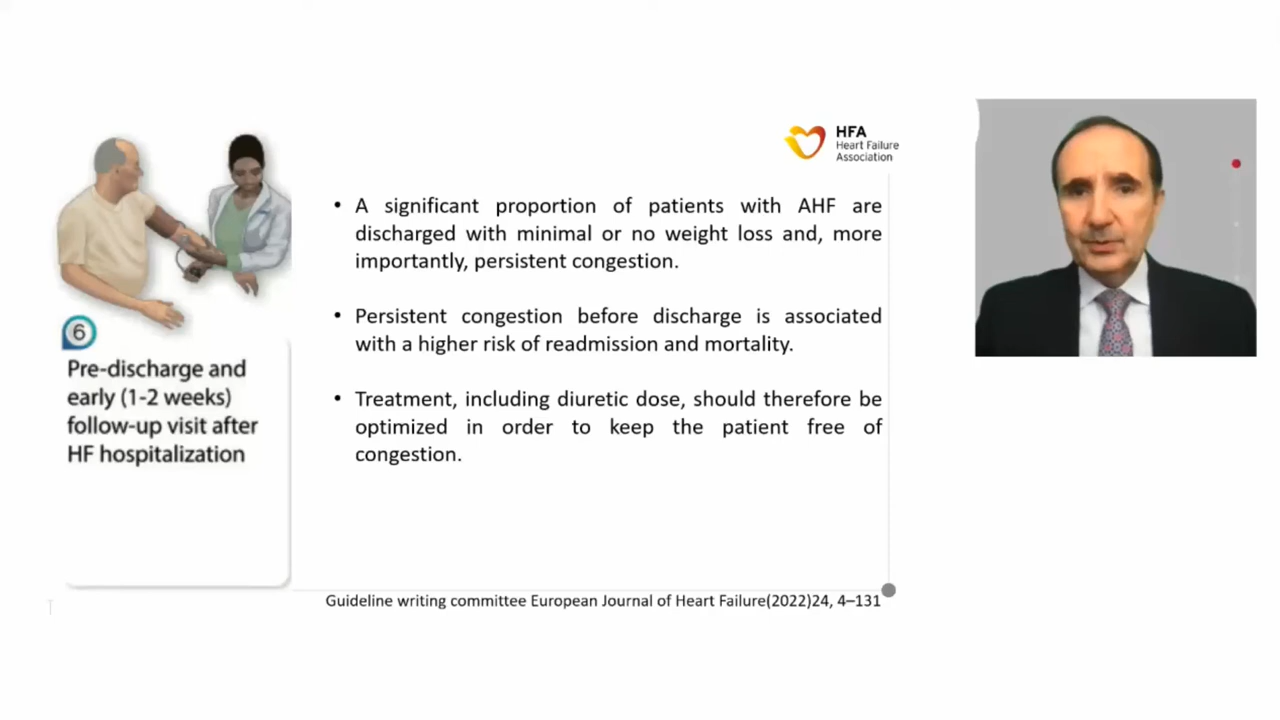 HFA
Heart Failure
Association
• A significant proportion of patients with AHF are
discharged with minimal or no weight loss and, more
importantly, persistent congestion.
• Persistent congestion before discharge is associated
with a higher risk of readmission and mortality.
• Treatment, including diuretic dose, should therefore be
optimized in order to keep the patient free of
congestion.
6
Pre-discharge and
early (1-2 weeks)
follow-up visit after
HF hospitalization
Guideline writing committee European Journal of Heart Failure(2022)24, 4–131